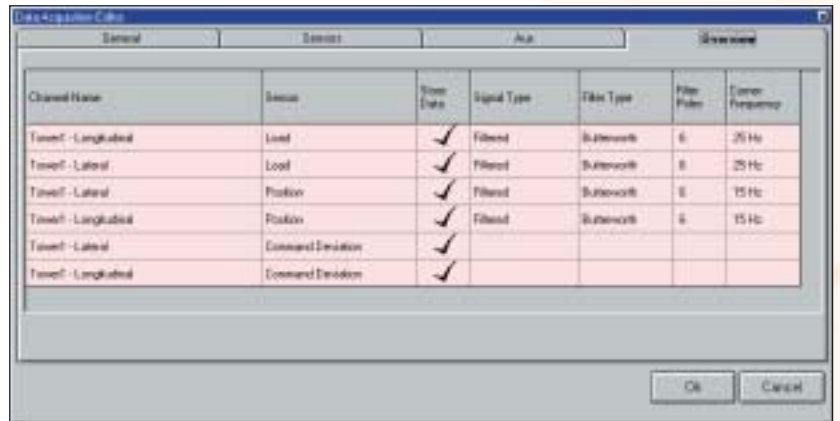 Data Acquisition Editor
General Sensors Aux Overview
Channel Name Sensor Store Data Signal Type Filter Type Filter Poles Corner Frequency
Tower1 - Longitudinal Load Filtered Butterworth 6 25 Hz
Tower1 - Lateral Load Filtered Butterworth 6 25 Hz
Tower1 - Lateral Position Filtered Butterworth 6 15 Hz
Tower1 - Longitudinal Position Filtered Butterworth 6 15 Hz
Tower1 - Lateral Command Deviation
Tower1 - Longitudinal Command Deviation
Ok Cancel